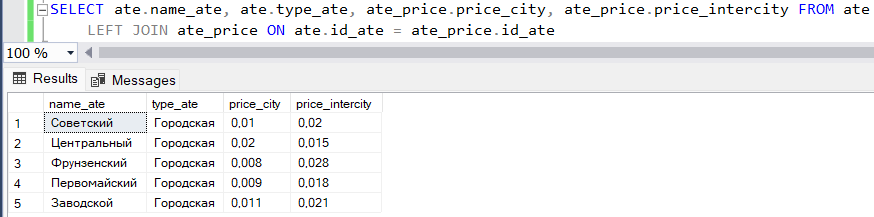 SELECT ate.name_ate, ate.type_ate, ate_price.price_city, ate_price.price_intercity FROM ate
LEFT JOIN ate_price ON ate.id_ate = ate_price.id_ate
100 %
Results Messages
name_ate type_ate price_city price_intercity
1 Советский Городская 0,01 0,02
2 Центральный Городская 0,02 0,015
3 Фрунзенский Городская 0,008 0,028
4 Первомайский Городская 0,009 0,018
5 Заводской Городская 0,011 0,021